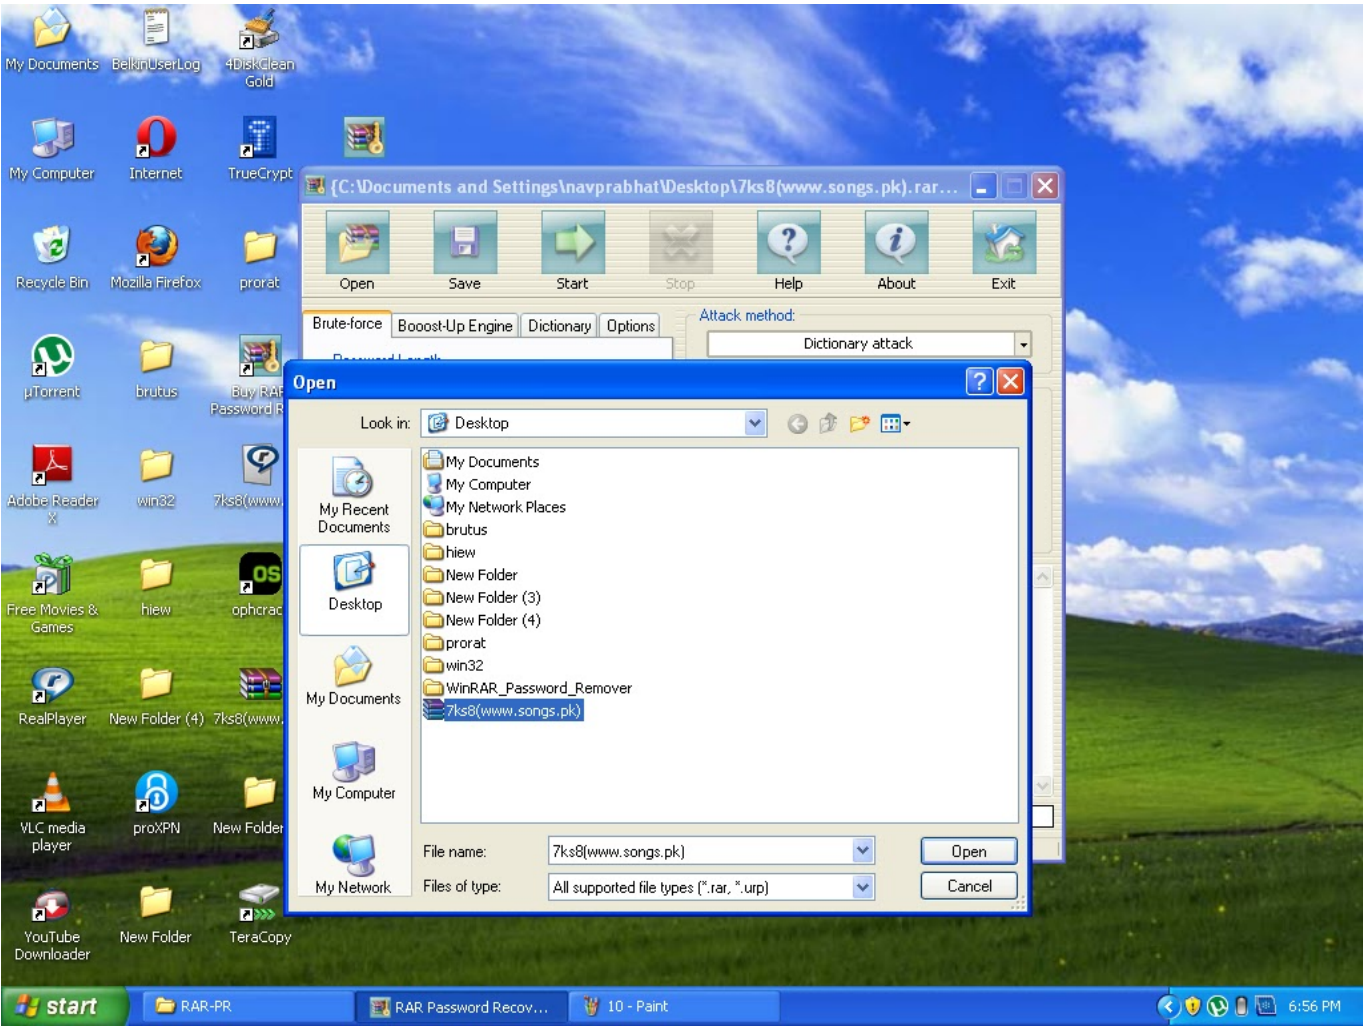 My Documents
BelkinUserLog
4DiskClean
Gold
My Computer
Internet
TrueCrypt
Recycle Bin
Mozilla Firefox
prorat
µTorrent
brutus
Buy RAR
Password R
Adobe Reader
X
win32
7ks8(www.
Free Movies &
Games
hiew
ophcrac
RealPlayer
New Folder (4)
7ks8(www.
VLC media
player
proXPN
New Folder
YouTube
Downloader
New Folder
TeraCopy
{C:\Documents and Settings\navprabhat\Desktop\7ks8(www.songs.pk).rar...
Open
Save
Start
Stop
Help
About
Exit
Brute-force
Booost-Up Engine
Dictionary
Options
Attack method:
Dictionary attack
Password Length
Open
Look in:
Desktop
My Recent
Documents
Desktop
My Documents
My Computer
My Network
My Documents
My Computer
My Network Places
brutus
hiew
New Folder
New Folder (3)
New Folder (4)
prorat
win32
WinRAR_Password_Remover
7ks8(www.songs.pk)
File name:
7ks8(www.songs.pk)
Open
Files of type:
All supported file types (*.rar, *.urp)
Cancel
start
RAR-PR
RAR Password Recov...
10 - Paint
6:56 PM